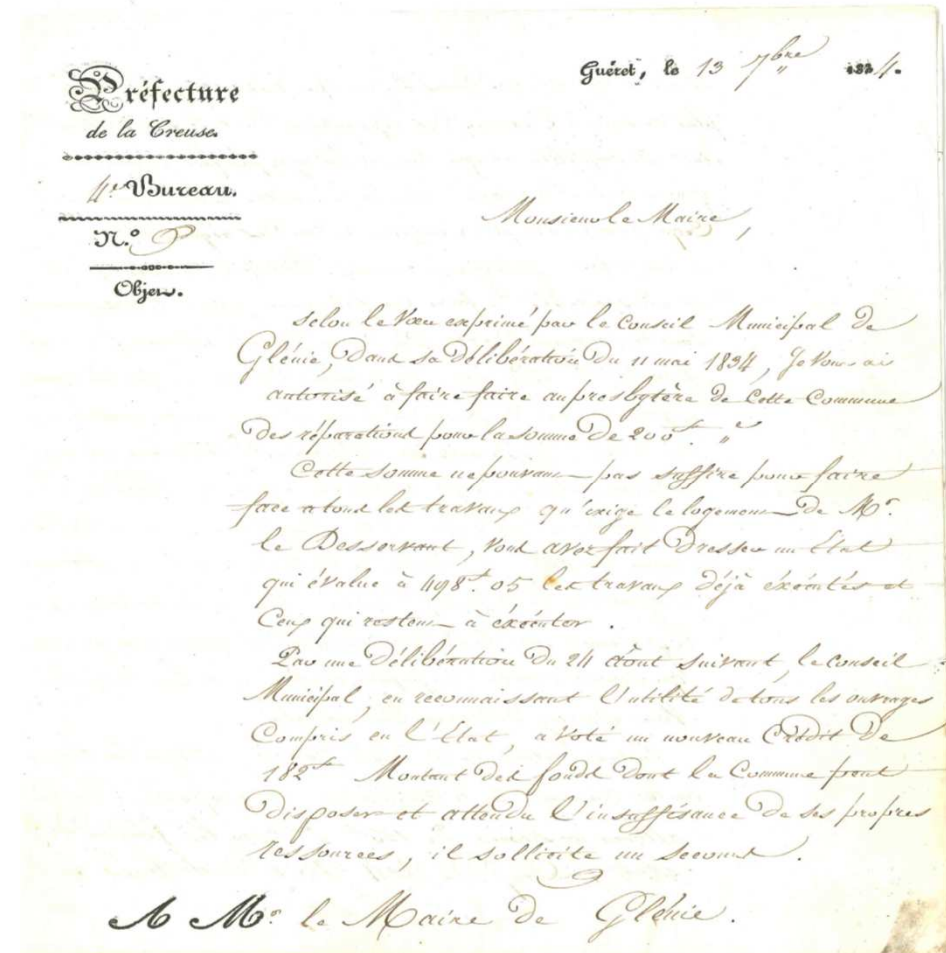 Préfecture
de la Creuse.
4e Bureau.
N.º
Objet.
Guéret, le 13 7bre 1834.
Monsieur le Maire,
Selon le Vœu exprimé par le Conseil Municipal de
Glénic, Dans sa délibération Du 11 mai 1834, Je Vous ai
autorisé à faire faire au presbytère de Cette Commune
Des réparations pour la somme De 200f. "
Cette somme ne pouvant pas suffire pour faire
face a tous les travaux qu'exige le logement De Mr.
le Desservant, Vous avez fait Dresser un Etat
qui évalue à 498f. 05 les travaux Déjà éxécutés et
Ceux qui restent à éxécuter.
Par une Délibération Du 24 Août suivant, le Conseil
Municipal, en reconnaissant l'utilité de tous les ouvrages
Compris en l'Etat, a Voté un nouveau Crédit De
182f Montant Des fonds Dont la Commune peut
Disposer et attendu l'insuffisance De ses propres
ressources, il sollicite un Secours.
A Mr. le Maire De Glénic.